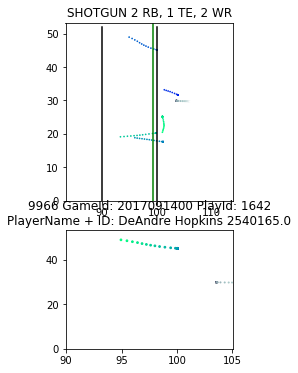 SHOTGUN 2 RB, 1 TE, 2 WR
50
40
30
20
10
0
90 100 110
9966 GameId: 2017091400 PlayId: 1642
PlayerName + ID: DeAndre Hopkins 2540165.0
40
20
0
90 95 100 105